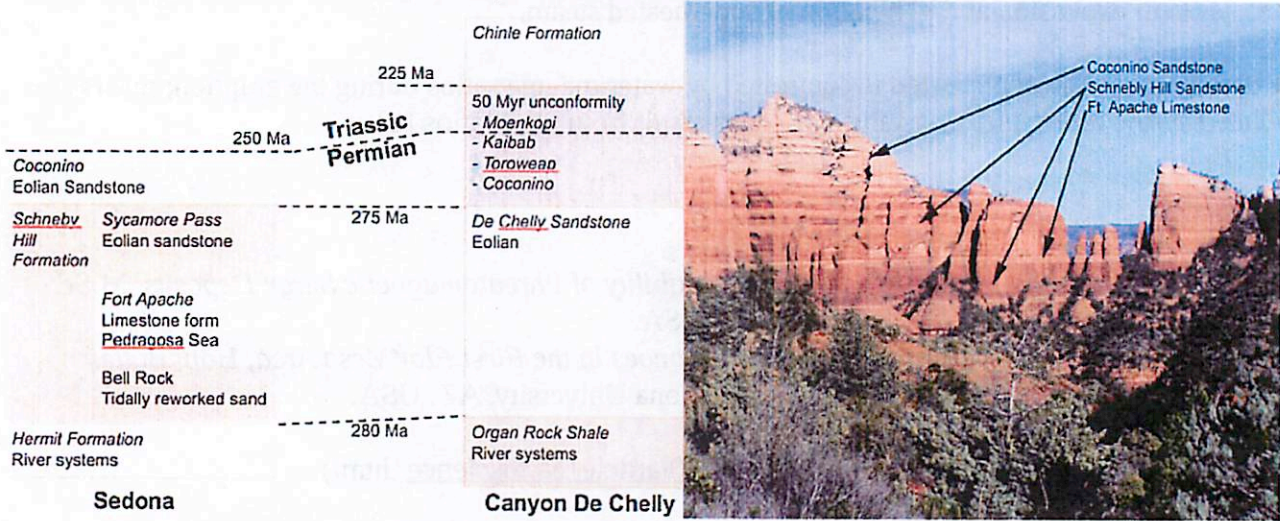 Chinle Formation
225 Ma
50 Myr unconformity
- Moenkopi
- Kaibab
- Toroweap
- Coconino
250 Ma
Triassic
Permian
Coconino
Eolian Sandstone
275 Ma
Schneby
Hill
Formation
Sycamore Pass
Eolian sandstone
De Chelly Sandstone
Eolian
Fort Apache
Limestone form
Pedragosa Sea
Bell Rock
Tidally reworked sand
280 Ma
Hermit Formation
River systems
Organ Rock Shale
River systems
Sedona
Canyon De Chelly
Coconino Sandstone
Schnebly Hill Sandstone
Ft. Apache Limestone